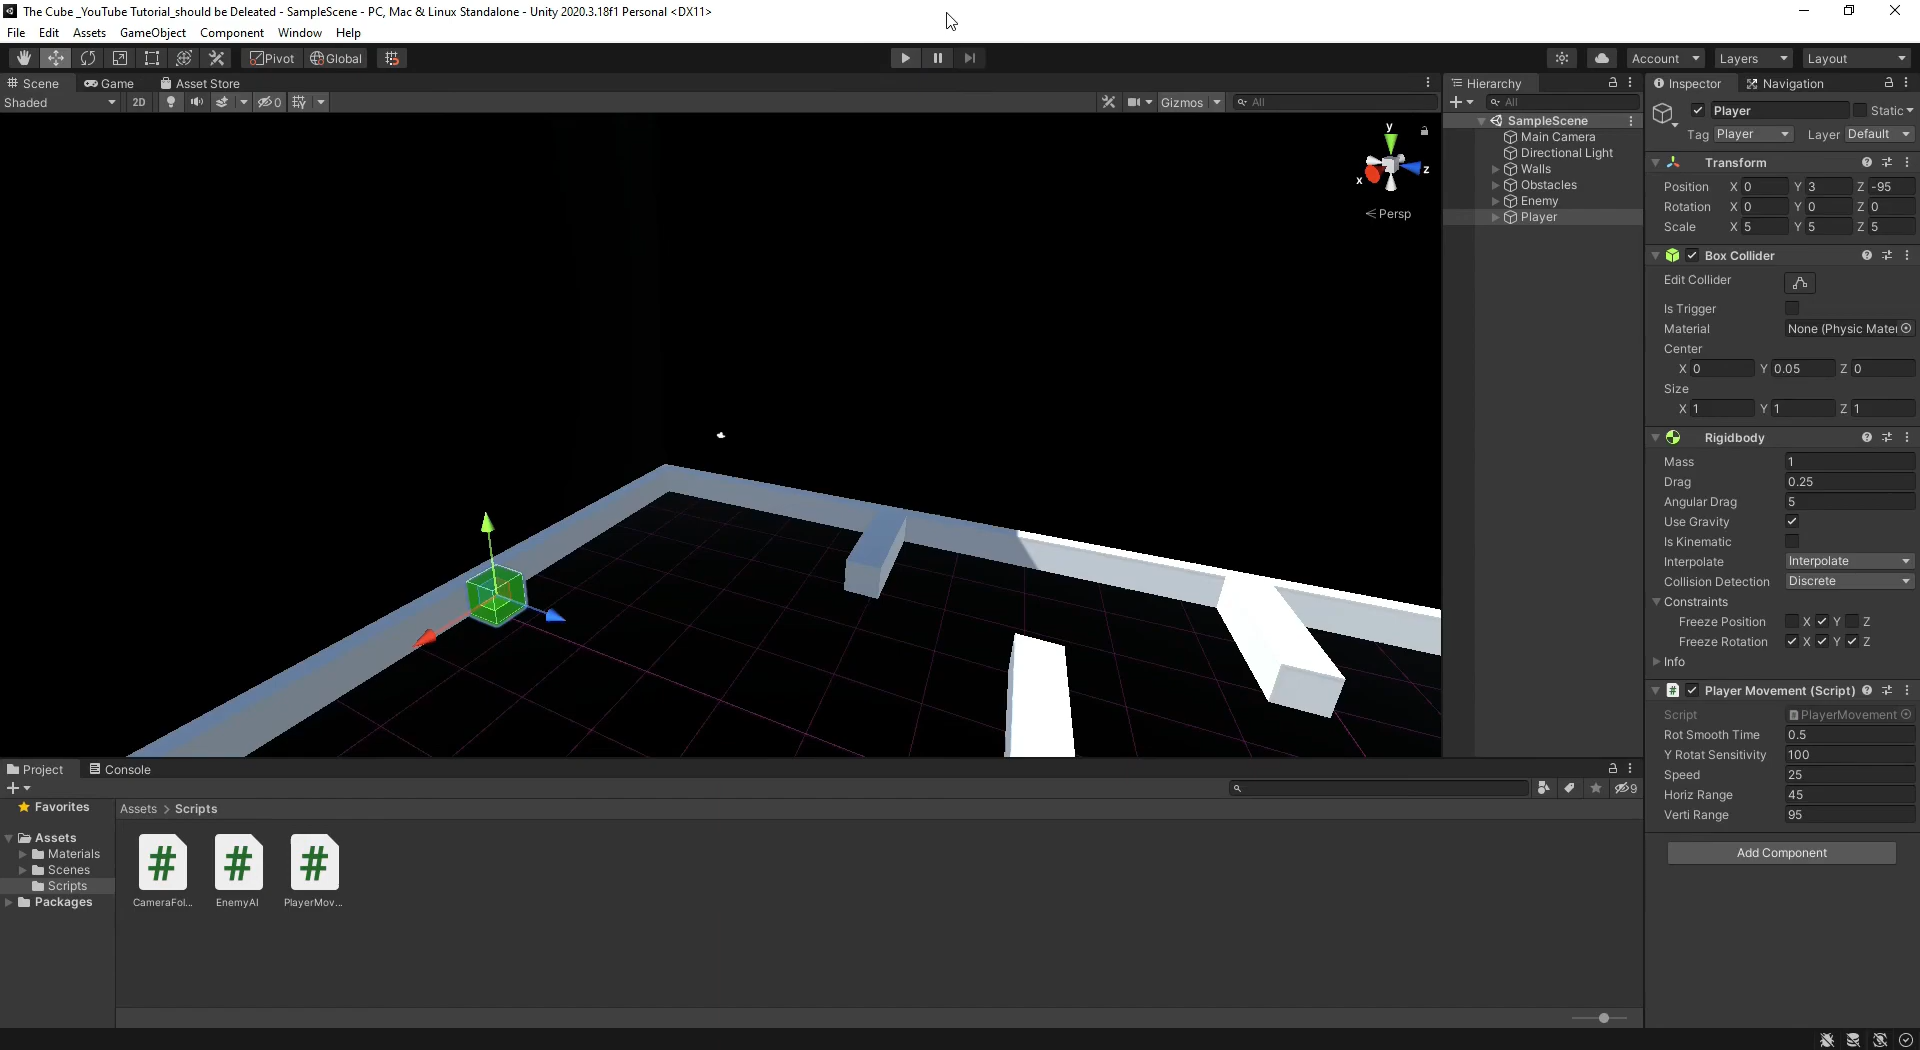 The Cube _YouTube Tutorial_should be Deleated - SampleScene - PC, Mac & Linux Standalone - Unity 2020.3.18f1 Personal <DX11>
File Edit Assets GameObject Component Window Help
Pivot Global Account Layers Layout
Scene Game Asset Store
Shaded 2D 0 Gizmos All
y
x z
Persp
Hierarchy
All
SampleScene
Main Camera
Directional Light
Walls
Obstacles
Enemy
Player
Inspector Navigation
Player Static
Tag Player Layer Default
Transform
Position X 0 Y 3 Z -95
Rotation X 0 Y 0 Z 0
Scale X 5 Y 5 Z 5
Box Collider
Edit Collider
Is Trigger
Material None (Physic Mater
Center
X 0 Y 0.05 Z 0
Size
X 1 Y 1 Z 1
Rigidbody
Mass 1
Drag 0.25
Angular Drag 5
Use Gravity
Is Kinematic
Interpolate Interpolate
Collision Detection Discrete
Constraints
Freeze Position X Y Z
Freeze Rotation X Y Z
Info
Player Movement (Script)
Script PlayerMovement
Rot Smooth Time 0.5
Y Rotat Sensitivity 100
Speed 25
Horiz Range 45
Verti Range 95
Add Component
Project Console
9
Favorites
Assets
Materials
Scenes
Scripts
Packages
Assets > Scripts
CameraFol... EnemyAI PlayerMov...